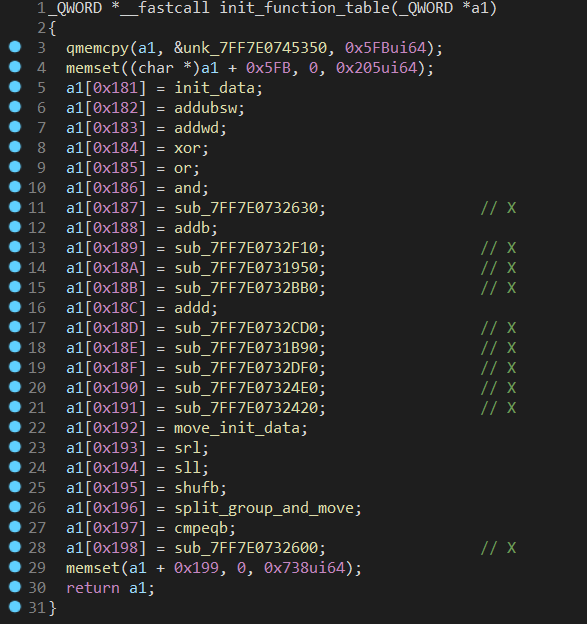 1 _QWORD *__fastcall init_function_table(_QWORD *a1)
2 {
3 qmemcpy(a1, &unk_7FF7E0745350, 0x5FBui64);
4 memset((char *)a1 + 0x5FB, 0, 0x205ui64);
5 a1[0x181] = init_data;
6 a1[0x182] = addubsw;
7 a1[0x183] = addwd;
8 a1[0x184] = xor;
9 a1[0x185] = or;
10 a1[0x186] = and;
11 a1[0x187] = sub_7FF7E0732630; // X
12 a1[0x188] = addb;
13 a1[0x189] = sub_7FF7E0732F10; // X
14 a1[0x18A] = sub_7FF7E0731950; // X
15 a1[0x18B] = sub_7FF7E0732BB0; // X
16 a1[0x18C] = addd;
17 a1[0x18D] = sub_7FF7E0732CD0; // X
18 a1[0x18E] = sub_7FF7E0731B90; // X
19 a1[0x18F] = sub_7FF7E0732DF0; // X
20 a1[0x190] = sub_7FF7E07324E0; // X
21 a1[0x191] = sub_7FF7E0732420; // X
22 a1[0x192] = move_init_data;
23 a1[0x193] = srl;
24 a1[0x194] = sll;
25 a1[0x195] = shufb;
26 a1[0x196] = split_group_and_move;
27 a1[0x197] = cmpeqb;
28 a1[0x198] = sub_7FF7E0732600; // X
29 memset(a1 + 0x199, 0, 0x738ui64);
30 return a1;
31 }